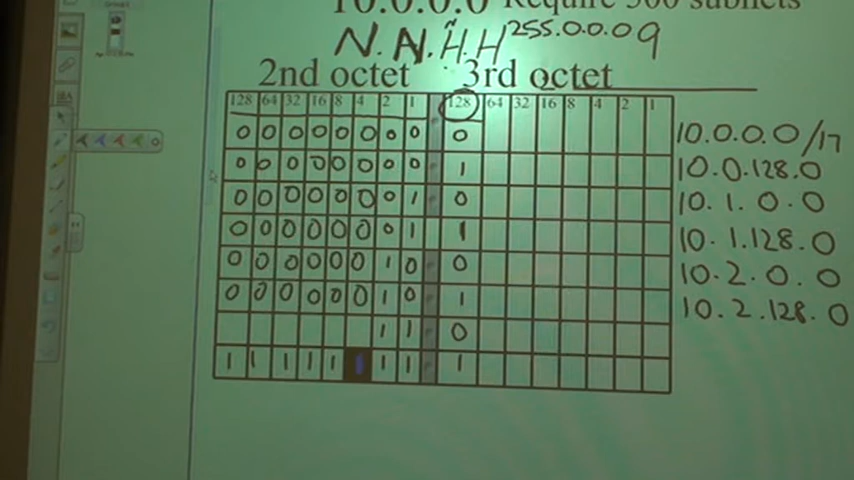 10.0.0.0 Require 500 subnets
N.N.H.H 255.0.0.0 9
2nd octet 3rd octet
128 64 32 16 8 4 2 1 128 64 32 16 8 4 2 1
0 0 0 0 0 0 0 0 0 10.0.0.0/17
0 0 0 0 0 0 0 0 1 10.0.128.0
0 0 0 0 0 0 0 1 0 10.1.0.0
0 0 0 0 0 0 0 1 1 10.1.128.0
0 0 0 0 0 0 1 0 0 10.2.0.0
0 0 0 0 0 0 1 0 1 10.2.128.0
1 1 0
1 1 1 1 1 1 1 1 1